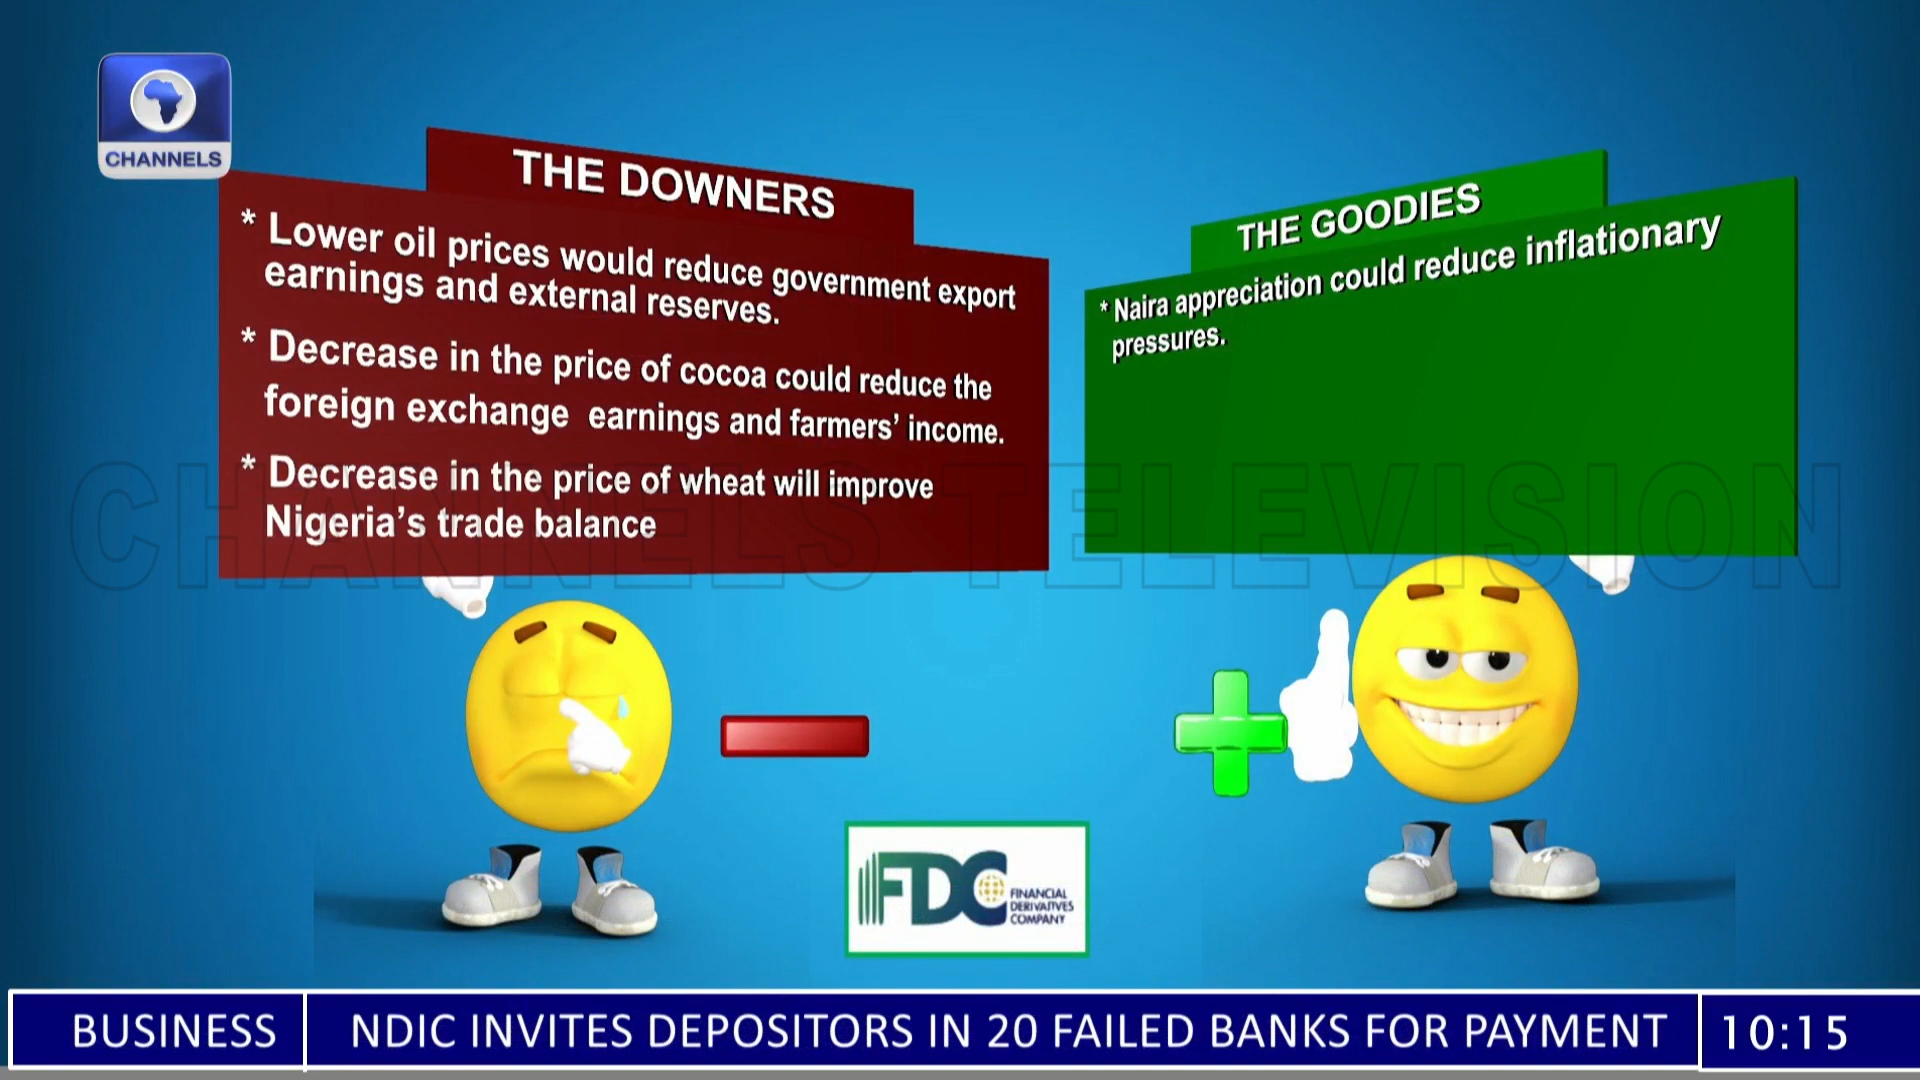 CHANNELS
THE DOWNERS
* Lower oil prices would reduce government export
earnings and external reserves.
* Decrease in the price of cocoa could reduce the
foreign exchange earnings and farmers’ income.
* Decrease in the price of wheat will improve
Nigeria’s trade balance
THE GOODIES
* Naira appreciation could reduce inflationary
pressures.
CHANNELS TELEVISION
FDC
FINANCIAL
DERIVATIVES
COMPANY
BUSINESS
NDIC INVITES DEPOSITORS IN 20 FAILED BANKS FOR PAYMENT
10:15